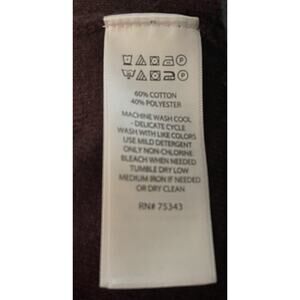 60% COTTON
40% POLYESTER
MACHINE WASH COOL
- DELICATE CYCLE
WASH WITH LIKE COLORS
USE MILD DETERGENT
ONLY NON-CHLORINE
BLEACH WHEN NEEDED
TUMBLE DRY LOW
MEDIUM IRON IF NEEDED
OR DRY CLEAN
RN# 75343